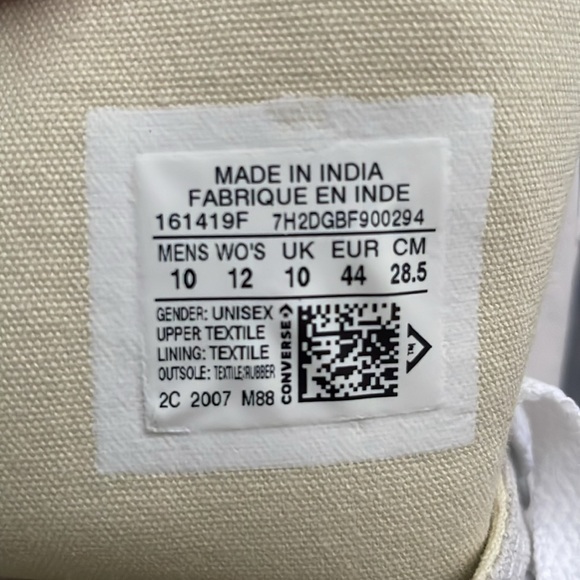 MADE IN INDIA
FABRIQUE EN INDE
161419F 7H2DGBF900294
MENS WO'S UK EUR CM
10 12 10 44 28.5
GENDER: UNISEX
UPPER TEXTILE
LINING: TEXTILE
OUTSOLE: TEXTILE/RUBBER
2C 2007 M88
CONVERSE